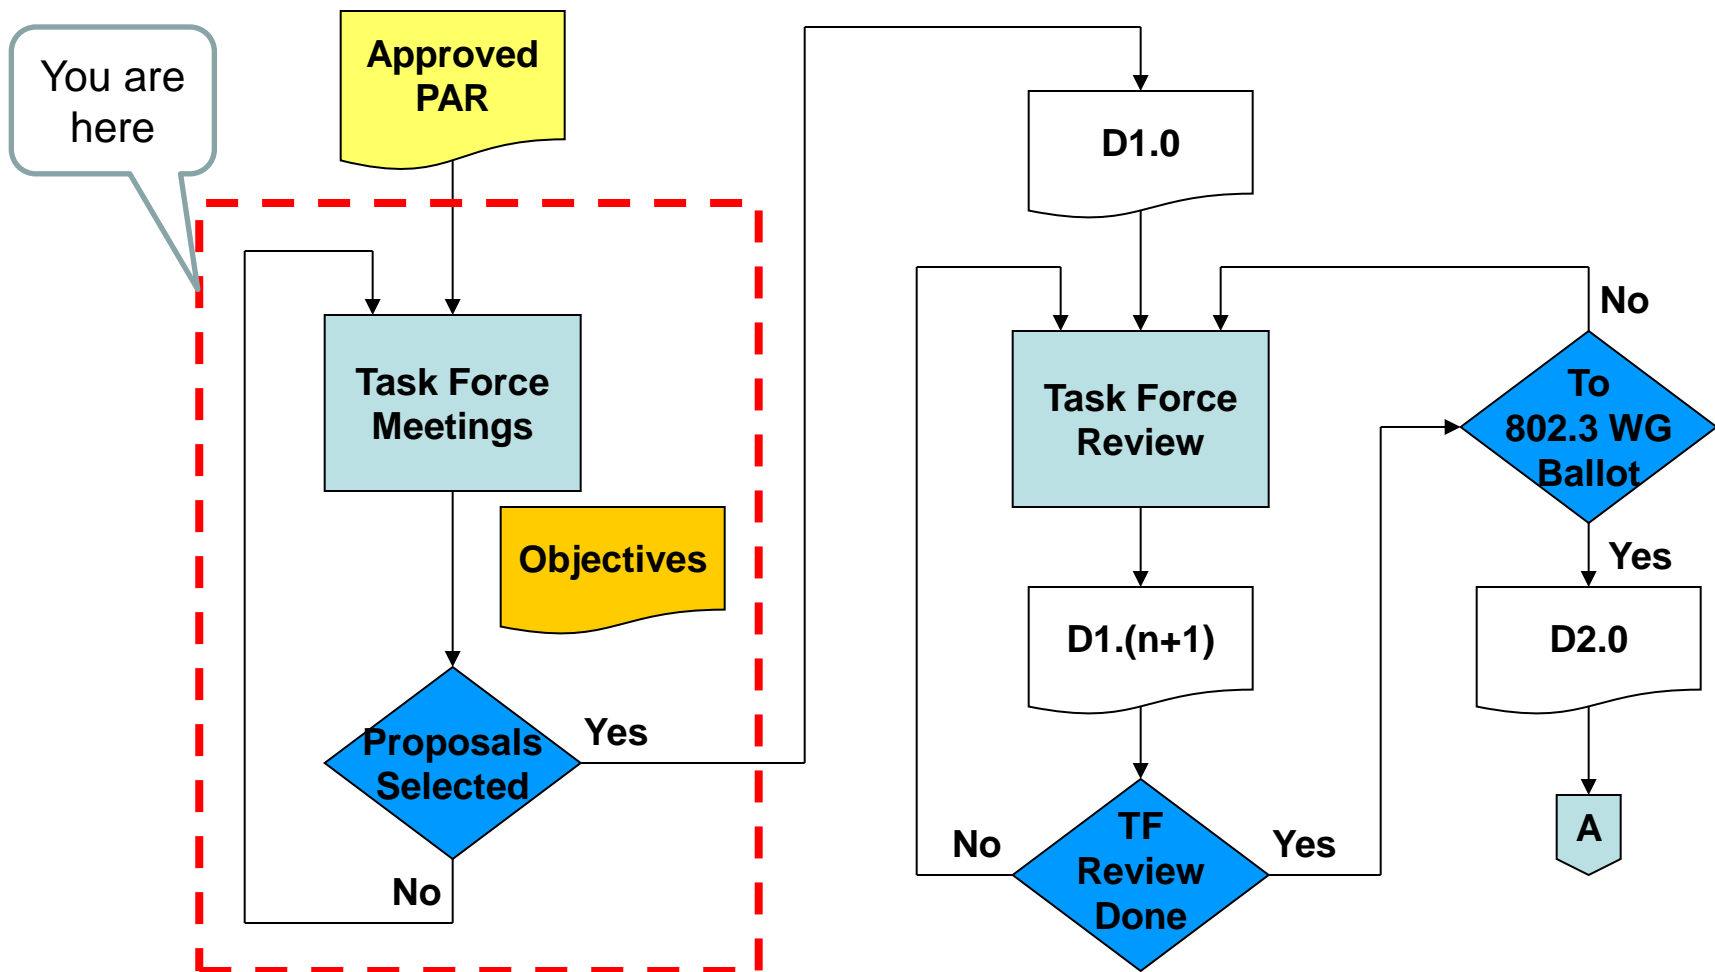 You are
here
Approved
PAR
Task Force
Meetings
Objectives
Proposals
Selected
Yes
No
D1.0
Task Force
Review
D1.(n+1)
TF
Review
Done
No
Yes
To
802.3 WG
Ballot
No
Yes
D2.0
A